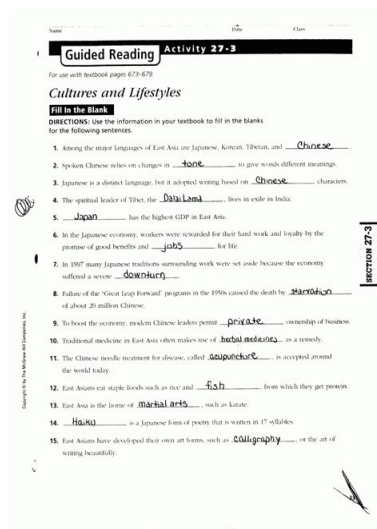 Name Date Class
Guided Reading Activity 27-3
For use with textbook pages 673–679
Cultures and Lifestyles
Fill In the Blank
DIRECTIONS: Use the information in your textbook to fill in the blanks
for the following sentences.
1. Among the major languages of East Asia are Japanese, Korean, Tibetan, and Chinese.
2. Spoken Chinese relies on changes in tone to give words different meanings.
3. Japanese is a distinct language, but it adopted writing based on Chinese characters.
4. The spiritual leader of Tibet, the Dalai Lama, lives in exile in India.
5. Japan has the highest GDP in East Asia.
6. In the Japanese economy, workers were rewarded for their hard work and loyalty by the
promise of good benefits and jobs for life.
7. In 1997 many Japanese traditions surrounding work were set aside because the economy
suffered a severe downturn.
8. Failure of the "Great Leap Forward" programs in the 1950s caused the death by starvation
of about 20 million Chinese.
9. To boost the economy, modern Chinese leaders permit private ownership of business.
10. Traditional medicine in East Asia often makes use of herbal medicines as a remedy.
11. The Chinese needle treatment for disease, called acupuncture, is accepted around
the world today.
12. East Asians eat staple foods such as rice and fish, from which they get protein.
13. East Asia is the home of martial arts, such as karate.
14. Haiku is a Japanese form of poetry that is written in 17 syllables.
15. East Asians have developed their own art forms, such as calligraphy, or the art of
writing beautifully.
SECTION 27-3
Copyright © by The McGraw-Hill Companies, Inc.